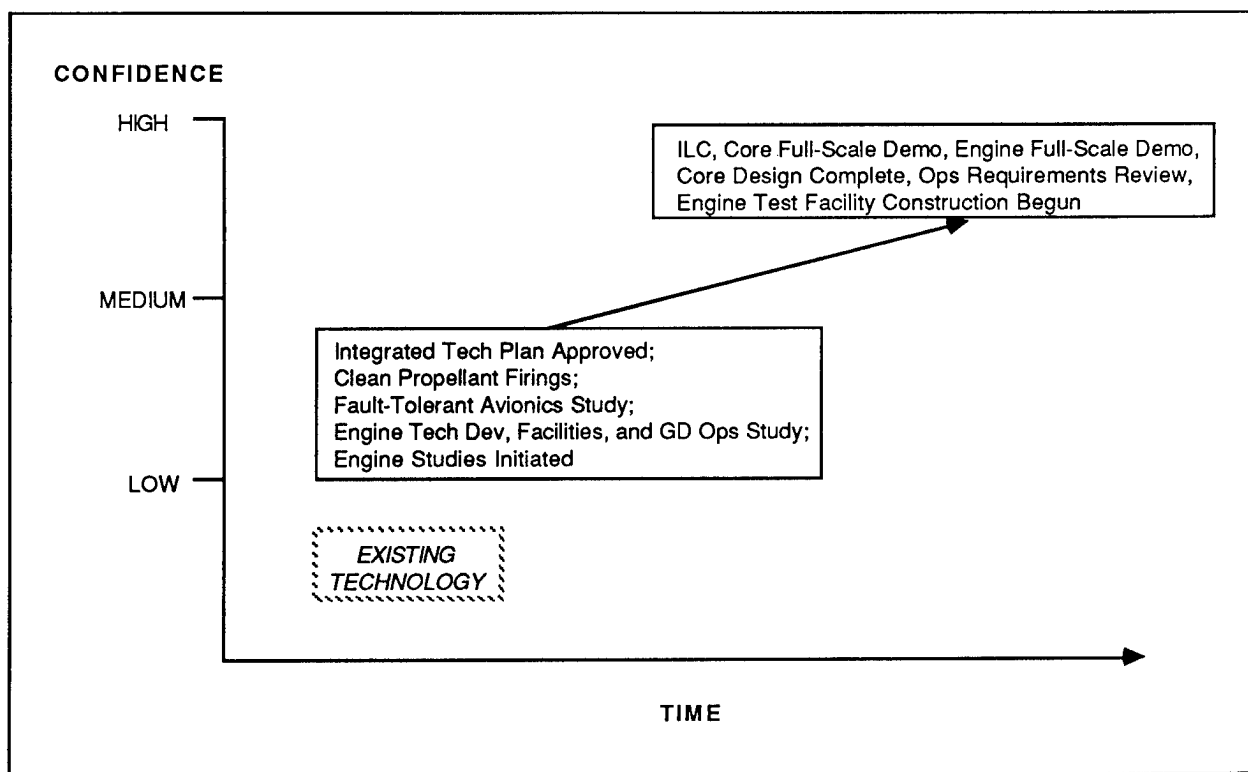 CONFIDENCE
HIGH
ILC, Core Full-Scale Demo, Engine Full-Scale Demo,
Core Design Complete, Ops Requirements Review,
Engine Test Facility Construction Begun
MEDIUM
Integrated Tech Plan Approved;
Clean Propellant Firings;
Fault-Tolerant Avionics Study;
Engine Tech Dev, Facilities, and GD Ops Study;
Engine Studies Initiated
LOW
EXISTING
TECHNOLOGY
TIME